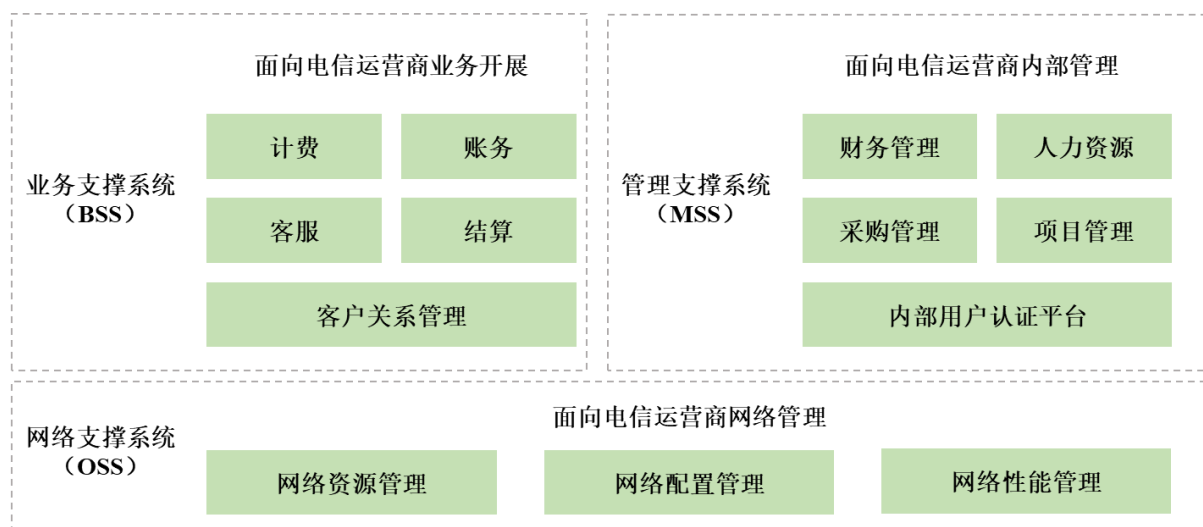 面向电信运营商业务开展
业务支撑系统
（BSS）
计费
账务
客服
结算
客户关系管理
面向电信运营商内部管理
管理支撑系统
（MSS）
财务管理
人力资源
采购管理
项目管理
内部用户认证平台
面向电信运营商网络管理
网络支撑系统
（OSS）
网络资源管理
网络配置管理
网络性能管理